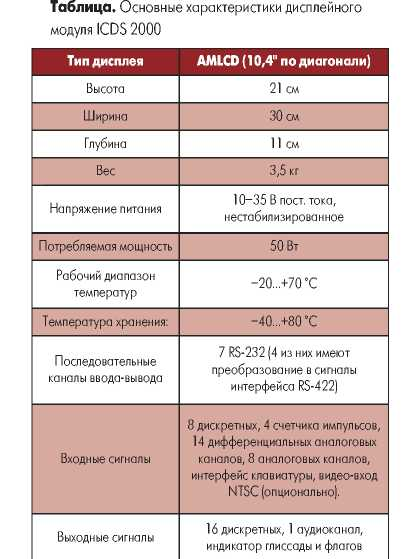 Таблица. Основные характеристики дисплейного
модуля ICDS 2000
Тип дисплея AMLCD (10,4" по диагонали)
Высота 21 см
Ширина 30 см
Глубина 11 см
Вес 3,5 кг
Напряжение питания 10–35 В пост. тока,
нестабилизированное
Потребляемая мощность 50 Вт
Рабочий диапазон
температур −20...+70 °C
Температура хранения: −40...+80 °C
Последовательные
каналы ввода-вывода 7 RS-232 (4 из них имеют
преобразование в сигналы
интерфейса RS-422)
Входные сигналы 8 дискретных, 4 счетчика импульсов,
14 дифференциальных аналоговых
каналов, 8 аналоговых каналов,
интерфейс клавиатуры, видео-вход
NTSC (опционально).
Выходные сигналы 16 дискретных, 1 аудиоканал,
индикатор глиссады и флагов